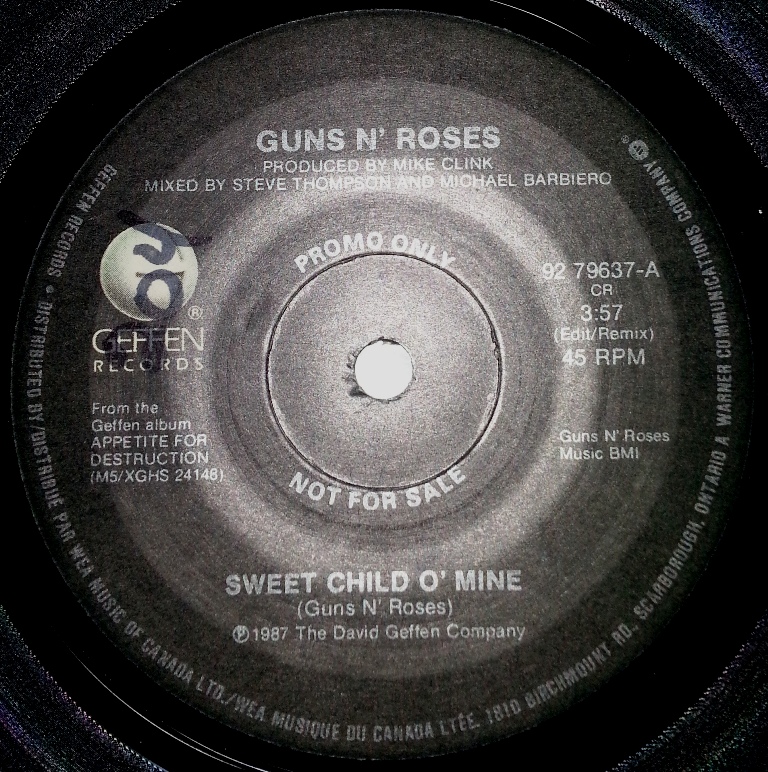 GUNS N' ROSES
PRODUCED BY MIKE CLINK
MIXED BY STEVE THOMPSON AND MICHAEL BARBIERO
PROMO ONLY
GEFFEN®
RECORDS
92 79637-A
CR
3:57
(Edit/Remix)
45 RPM
From the
Geffen album
APPETITE FOR
DESTRUCTION
(M5/XGHS 24148)
Guns N' Roses
Music BMI
NOT FOR SALE
SWEET CHILD O' MINE
(Guns N' Roses)
℗1987 The David Geffen Company
GEFFEN RECORDS • DISTRIBUTED BY/DISTRIBUÉ PAR WEA MUSIC OF CANADA LTD./WEA MUSIQUE DU CANADA LTÉE. 1810 BIRCHMOUNT RD., SCARBOROUGH, ONTARIO A WARNER COMMUNICATIONS COMPANY